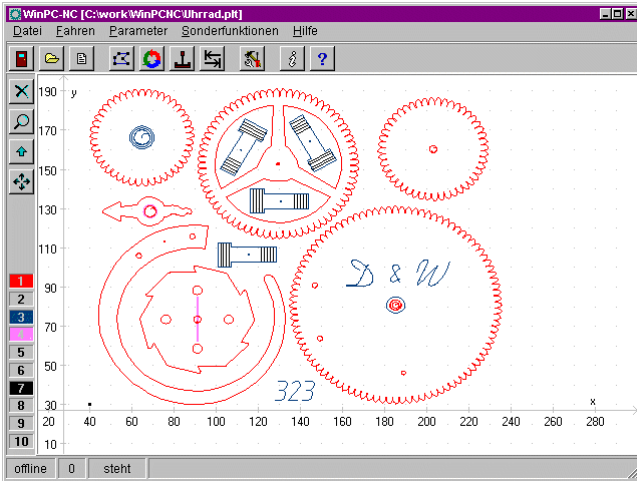 WinPC-NC [C:\work\WinPCNC\Uhrrad.plt]
Datei Fahren Parameter Sonderfunktionen Hilfe
i ?
190 y
170
150
130
110
D & W
1
2
90
3
4
70
5
6
50
7
323
8
30
x
9
20 40 60 80 100 120 140 160 180 200 220 240 260 280
10
10
offline 0 steht